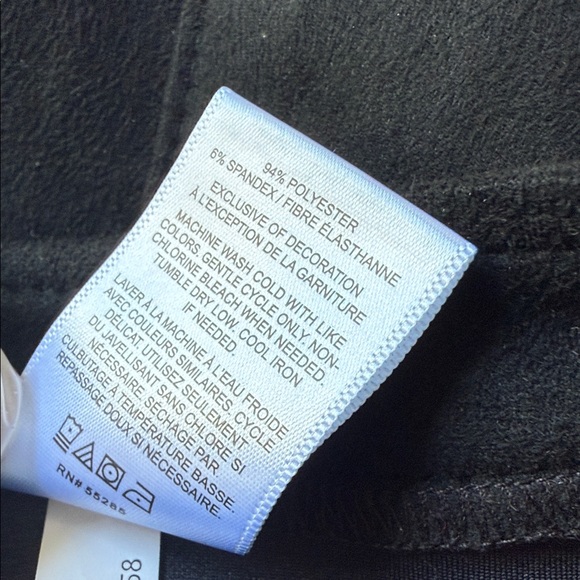 94% POLYESTER
6% SPANDEX / FIBRE ÉLASTHANNE
EXCLUSIVE OF DECORATION
À L'EXCEPTION DE LA GARNITURE
MACHINE WASH COLD WITH LIKE
COLORS, GENTLE CYCLE ONLY. NON-
CHLORINE BLEACH WHEN NEEDED.
TUMBLE DRY LOW. COOL IRON
IF NEEDED.
LAVER À LA MACHINE À L'EAU FROIDE
AVEC COULEURS SIMILAIRES, CYCLE
DÉLICAT. UTILISEZ SEULEMENT
DU JAVELLISANT SANS CHLORE SI
NÉCESSAIRE. SÉCHAGE PAR
CULBUTAGE À TEMPÉRATURE BASSE.
REPASSAGE DOUX SI NÉCESSAIRE.
RN# 55285